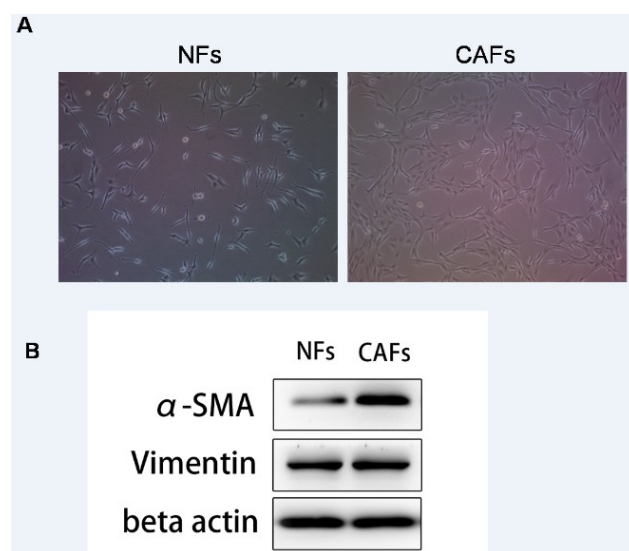 A
NFs CAFs
B
NFs CAFs
α-SMA
Vimentin
beta actin